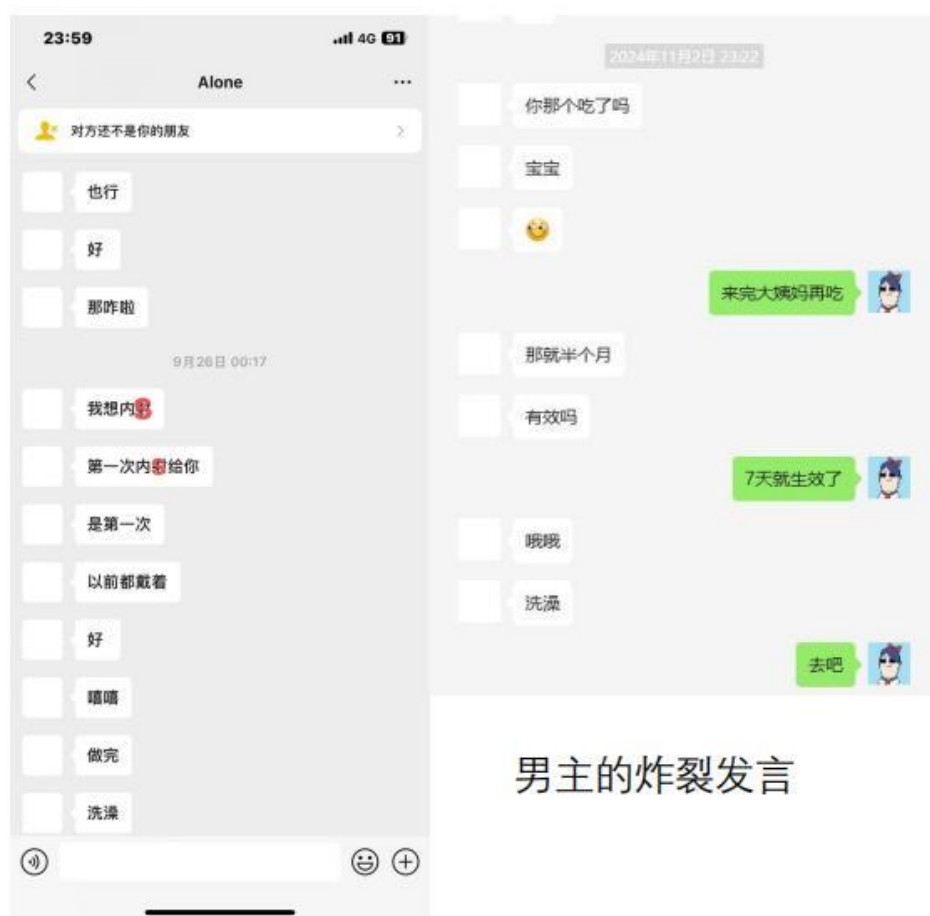 23:59
4G 91
Alone
对方还不是你的朋友
也行
好
那咋啦
9月26日 00:17
我想内
第一次内给你
是第一次
以前都戴着
好
嘻嘻
做完
洗澡
2024年11月2日 23:22
你那个吃了吗
宝宝
来完大姨妈再吃
那就半个月
有效吗
7天就生效了
哦哦
洗澡
去吧
男主的炸裂发言